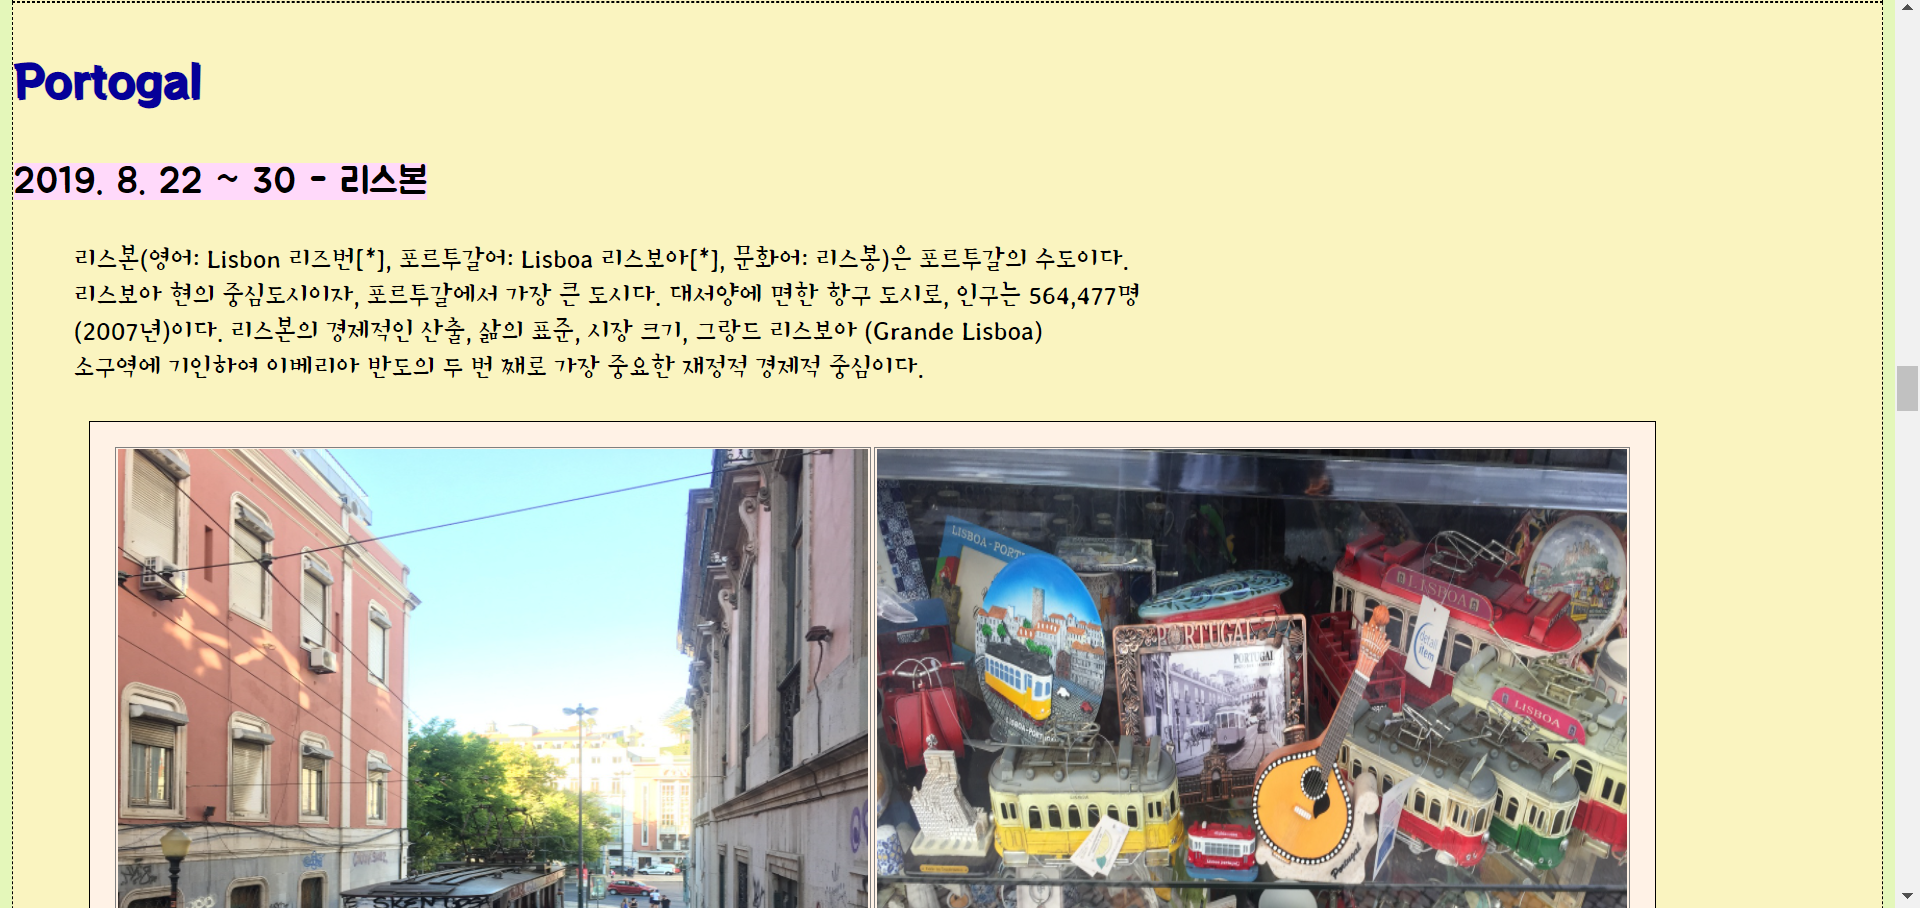 Portogal
2019. 8. 22 ~ 30 - 리스본
리스본(영어: Lisbon 리즈번[*], 포르투갈어: Lisboa 리스보아[*], 문화어: 리스봉)은 포르투갈의 수도이다.
리스보아 현의 중심도시이자, 포르투갈에서 가장 큰 도시다. 대서양에 면한 항구 도시로, 인구는 564,477명
(2007년)이다. 리스본의 경제적인 산출, 삶의 표준, 시장 크기, 그랑드 리스보아 (Grande Lisboa)
소구역에 기인하여 이베리아 반도의 두 번 째로 가장 중요한 재정적 경제적 중심이다.
LISBOA-PORTU
LISBOA
PORTUGAL
PORTUGAL
detail
item
LISBOA
LISBOA-PORTUGAL
Portugal